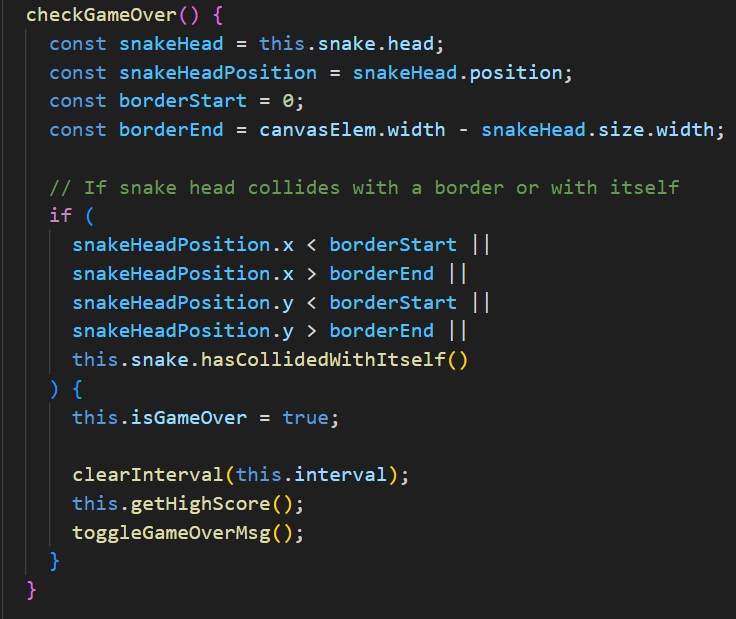 checkGameOver() {
  const snakeHead = this.snake.head;
  const snakeHeadPosition = snakeHead.position;
  const borderStart = 0;
  const borderEnd = canvasElem.width - snakeHead.size.width;

  // If snake head collides with a border or with itself
  if (
    snakeHeadPosition.x < borderStart ||
    snakeHeadPosition.x > borderEnd ||
    snakeHeadPosition.y < borderStart ||
    snakeHeadPosition.y > borderEnd ||
    this.snake.hasCollidedWithItself()
  ) {
    this.isGameOver = true;

    clearInterval(this.interval);
    this.getHighScore();
    toggleGameOverMsg();
  }
}